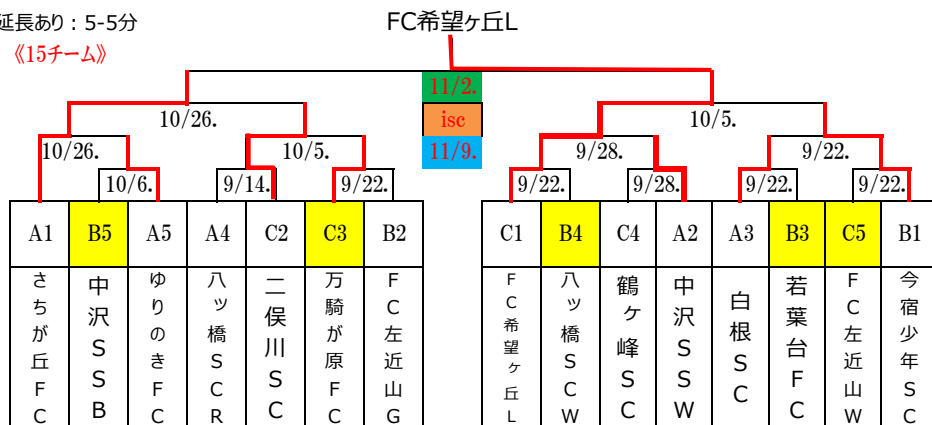 延長あり：5-5分
FC希望ヶ丘L
《15チーム》
11/2.
10/26.
isc
10/5.
10/26.
10/5.
11/9.
9/28.
9/22.
10/6.
9/14.
9/22.
9/22.
9/28.
9/22.
9/22.
A1 B5 A5 A4 C2 C3 B2 C1 B4 C4 A2 A3 B3 C5 B1
さちが丘FC
中沢SSB
ゆりのきFC
八ッ橋SCR
二俣川SC
万騎が原FC
FC左近山G
FC希望ヶ丘L
八ッ橋SCW
鶴ヶ峰SC
中沢SSW
白根SC
若葉台FC
FC左近山W
今宿少年SC